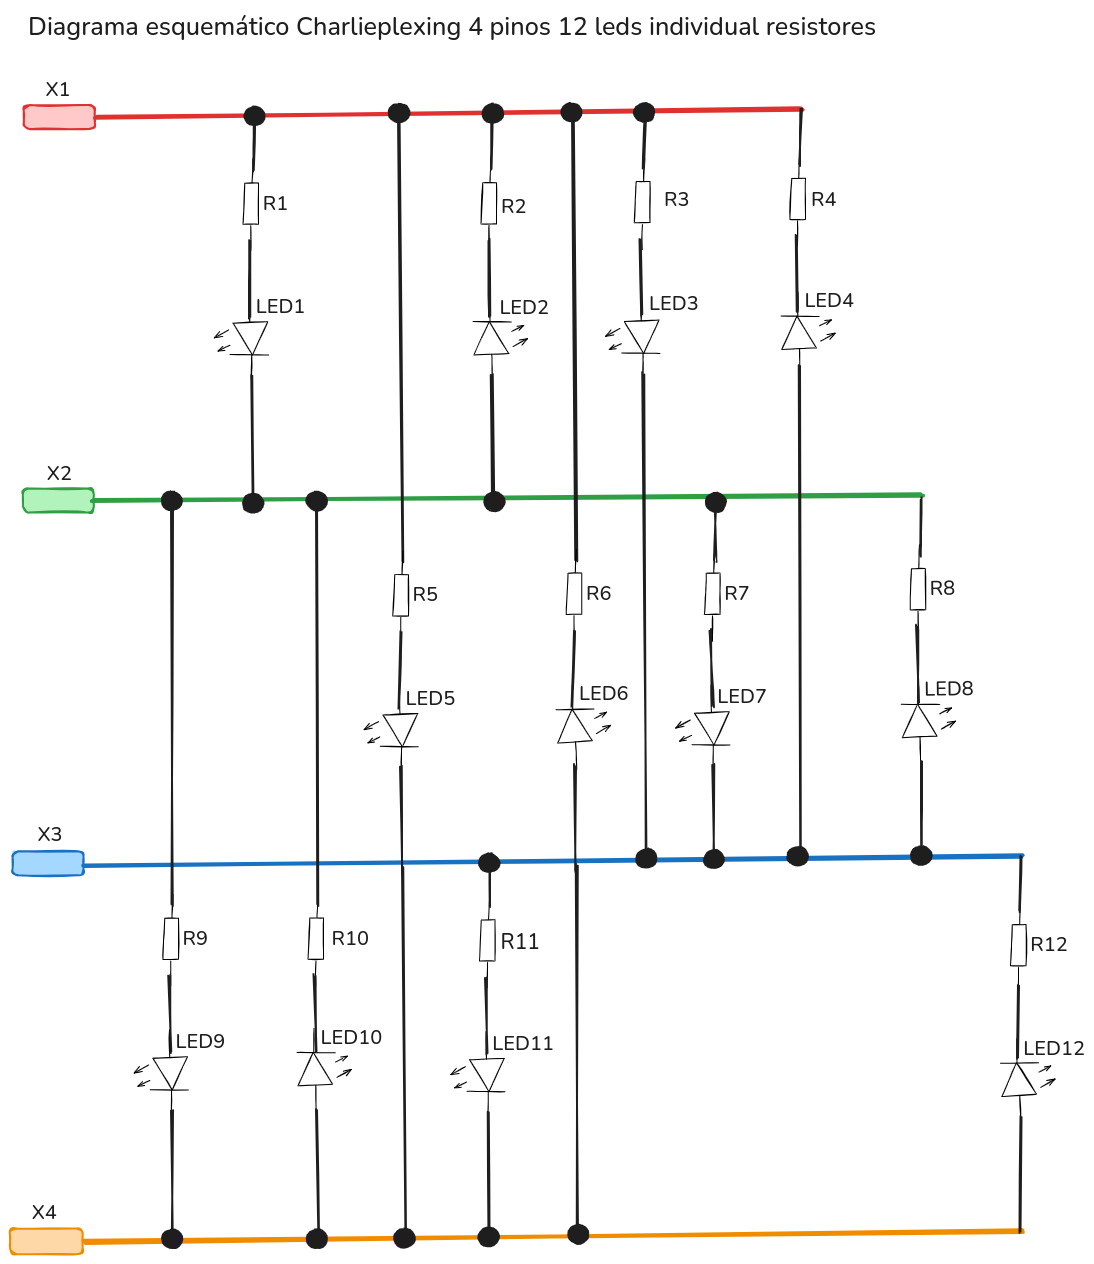 Diagrama esquemático Charlieplexing 4 pinos 12 leds individual resistores
X1
R1
R2
R3
R4
LED1
LED2
LED3
LED4
X2
R5
R6
R7
R8
LED5
LED6
LED7
LED8
X3
R9
R10
R11
R12
LED9
LED10
LED11
LED12
X4